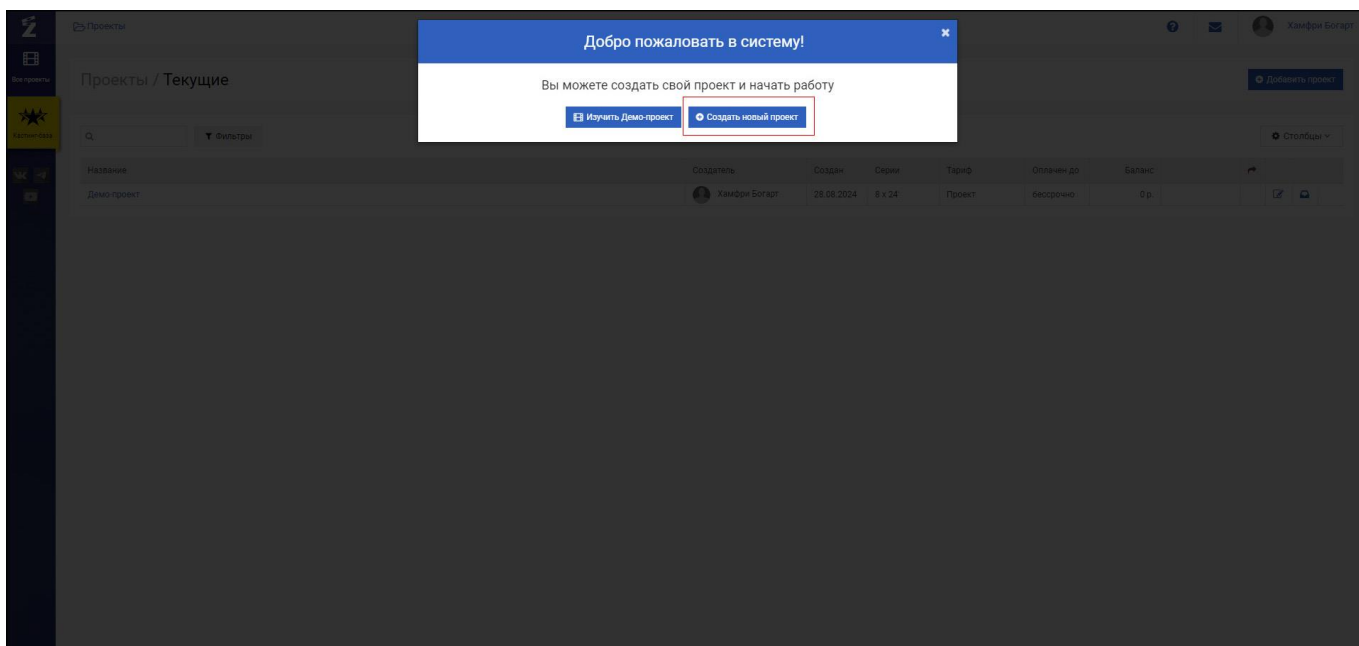 Проекты
Хамфри Богарт
Добро пожаловать в систему!
Все проекты
Проекты / Текущие
Добавить проект
Вы можете создать свой проект и начать работу
Изучить Демо-проект
Создать новый проект
Кастинг-база
Фильтры
Столбцы
Название Создатель Создан Серии Тариф Оплачен до Баланс
Демо-проект Хамфри Богарт 28.08.2024 8 x 24 Проект бессрочно 0 р.